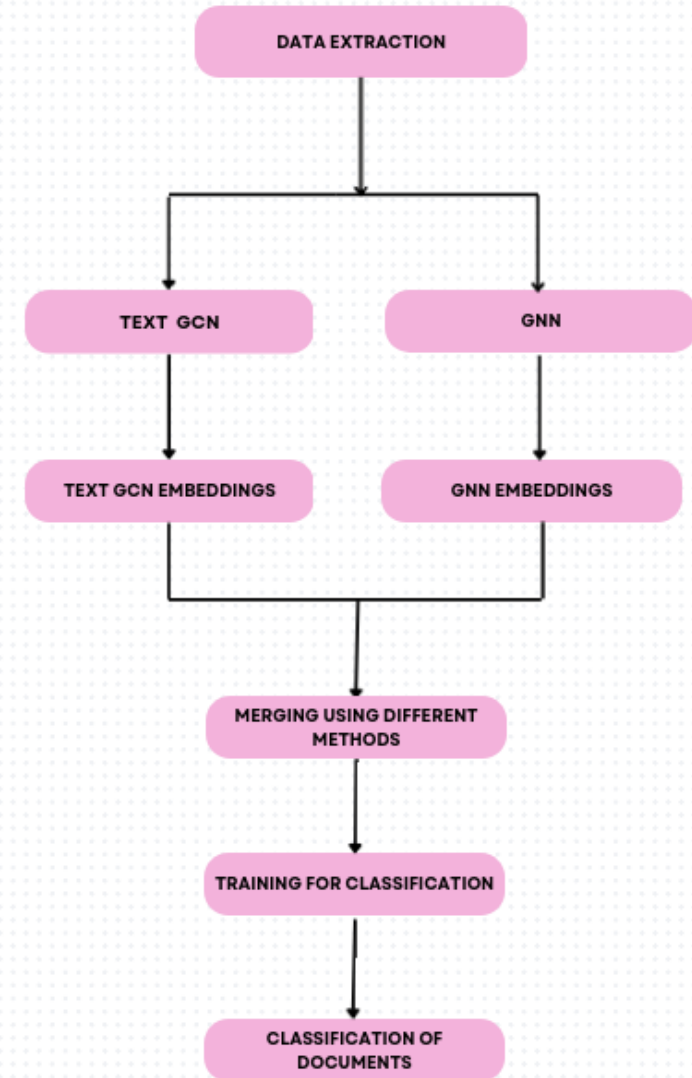 DATA EXTRACTION
TEXT GCN
GNN
TEXT GCN EMBEDDINGS
GNN EMBEDDINGS
MERGING USING DIFFERENT
METHODS
TRAINING FOR CLASSIFICATION
CLASSIFICATION OF
DOCUMENTS